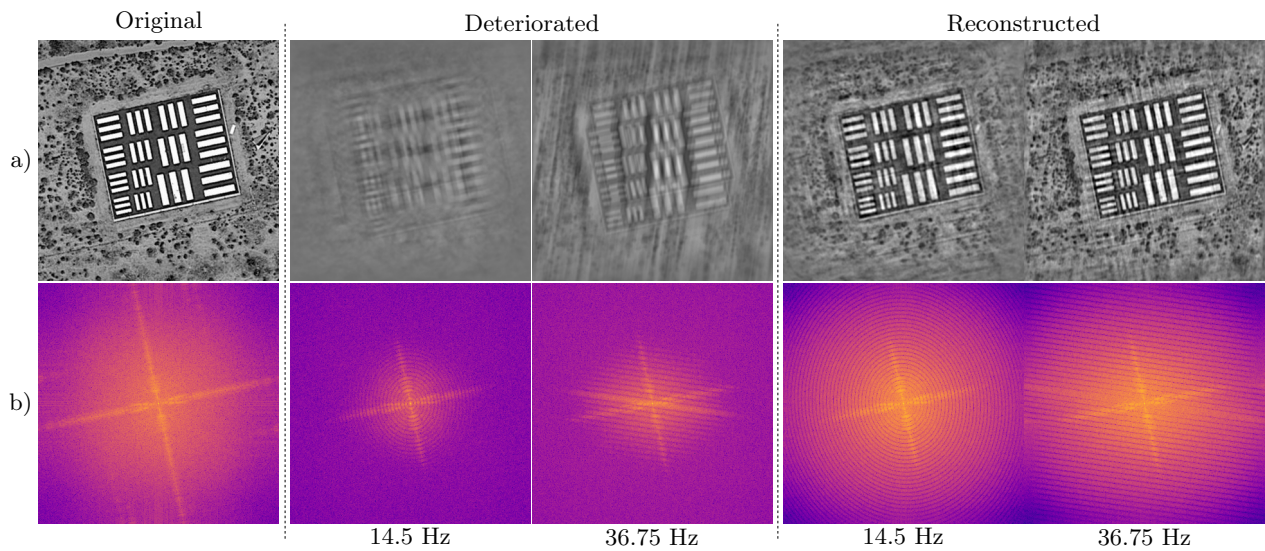 Original
Deteriorated
Reconstructed
a)
b)
14.5 Hz
36.75 Hz
14.5 Hz
36.75 Hz